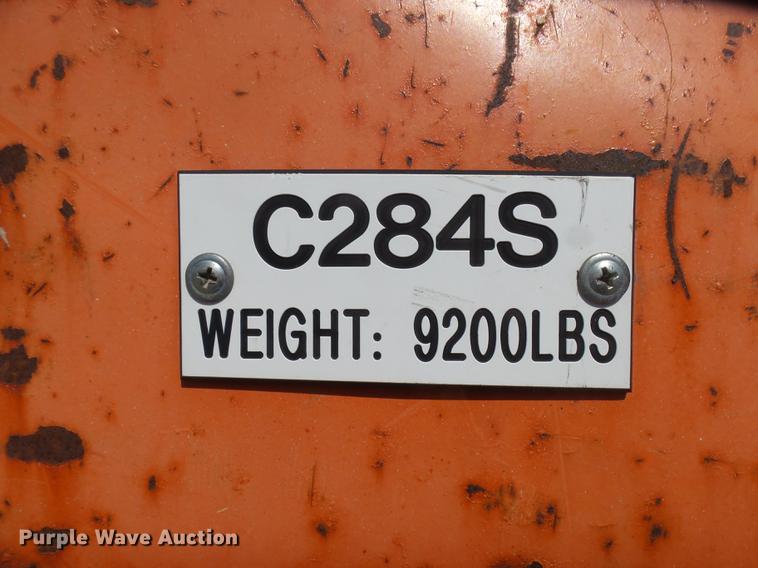 C284S
WEIGHT: 9200LBS
Purple Wave Auction